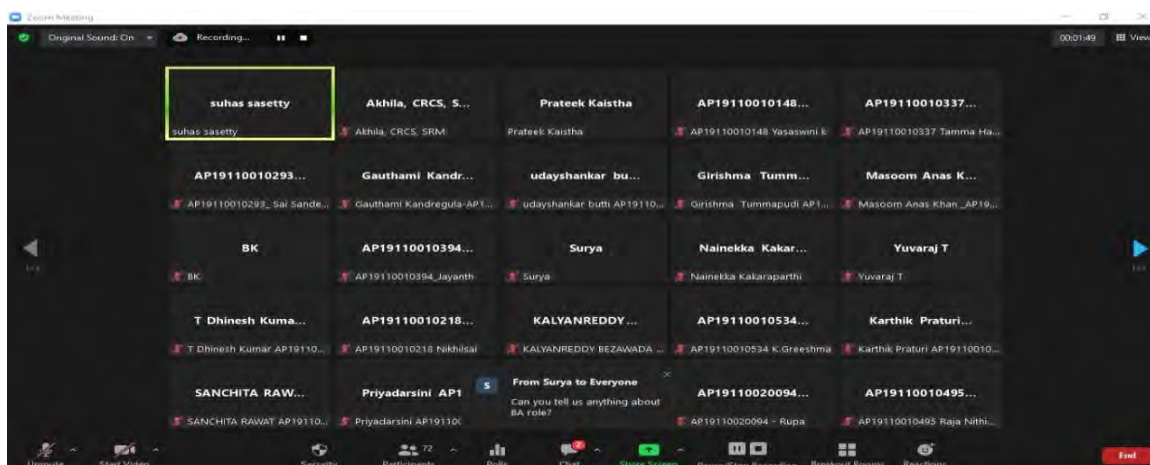 Zoom Meeting
Original Sound: On
Recording...
00:01:49
View
suhas sasetty
Akhila, CRCS, S...
Prateek Kaistha
AP19110010148...
AP19110010337...
suhas sasetty
Akhila, CRCS, SRM
Prateek Kaistha
AP19110010148 Yasaswini k
AP19110010337 Tamma Ha...
AP19110010293...
Gauthami Kandr...
udayshankar bu...
Girishma Tumm...
Masoom Anas K...
AP19110010293_ Sai Sande...
Gauthami Kandregula-AP1...
udayshankar butti AP19110...
Girishma Tummapudi AP1...
Masoom Anas Khan _AP19...
BK
AP19110010394...
Surya
Nainekka Kakar...
Yuvaraj T
BK
AP19110010394_Jayanth
Surya
Nainekka Kakaraparthi
Yuvaraj T
T Dhinesh Kuma...
AP19110010218...
KALYANREDDY...
AP19110010534...
Karthik Praturi...
T Dhinesh Kumar AP19110...
AP19110010218 Nikhilsai
KALYANREDDY BEZAWADA ...
AP19110010534 K.Greeshma
Karthik Praturi AP19110010...
SANCHITA RAW...
Priyadarsini AP1
S
From Surya to Everyone
Can you tell us anything about
BA role?
AP19110020094...
AP19110010495...
SANCHITA RAWAT AP19110...
Priyadarsini AP19110(
AP19110020094 - Rupa
AP19110010495 Raja Nithi...
Unmute
Start Video
Security
Participants
72
Polls
Chat
2
Share Screen
Pause/Stop Recording
Breakout Rooms
Reactions
End